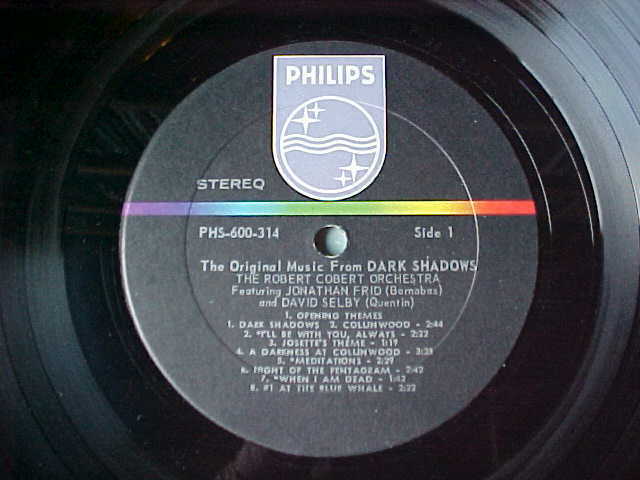 PHILIPS
STEREO
PHS-600-314 Side 1
The Original Music From DARK SHADOWS
THE ROBERT COBERT ORCHESTRA
Featuring JONATHAN FRID (Barnabas)
and DAVID SELBY (Quentin)
1. OPENING THEMES
1. DARK SHADOWS 2. COLLINWOOD - 2:44
2. *I'LL BE WITH YOU, ALWAYS - 2:22
3. JOSETTE'S THEME - 1:19
4. A DARKNESS AT COLLINWOOD - 3:23
5. *MEDITATIONS - 2:29
6. NIGHT OF THE PENTAGRAM - 2:42
7. *WHEN I AM DEAD - 1:42
8. #1 AT THE BLUE WHALE - 2:22